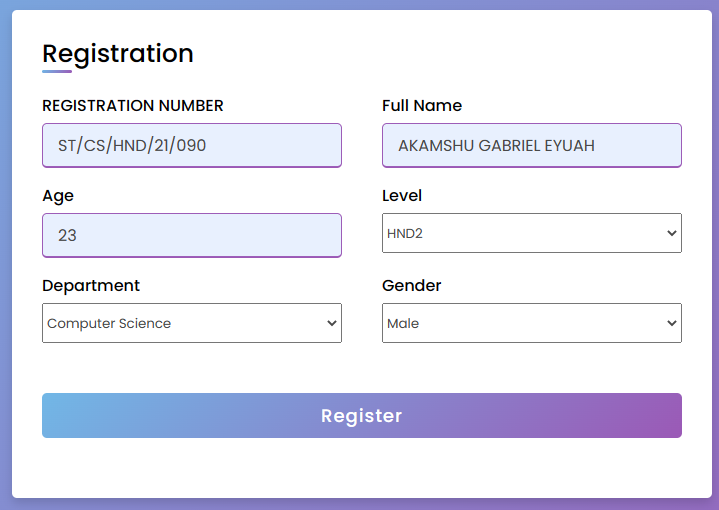 Registration
REGISTRATION NUMBER
Full Name
ST/CS/HND/21/090
AKAMSHU GABRIEL EYUAH
Age
Level
23
HND2
Department
Gender
Computer Science
Male
Register